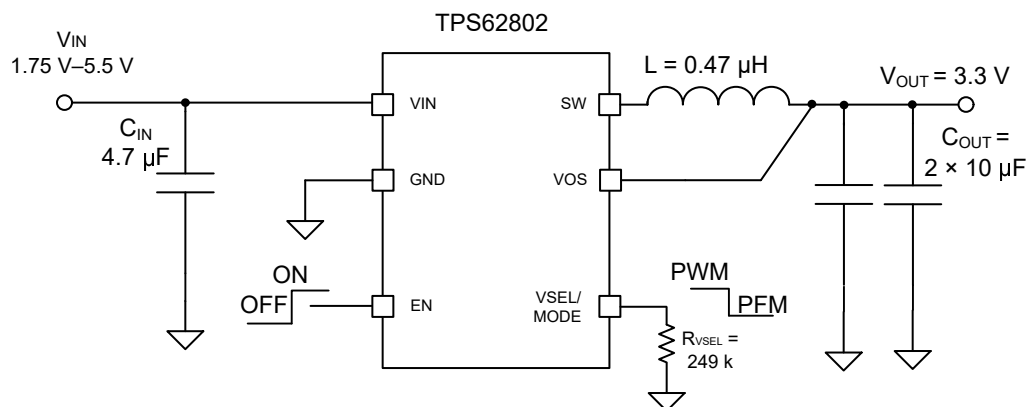 TPS62802
VIN
1.75 V–5.5 V
L = 0.47 µH
VOUT = 3.3 V
VIN
SW
CIN
4.7 µF
COUT =
2 × 10 µF
GND
VOS
ON
OFF
EN
VSEL/
MODE
PWM
PFM
RVSEL =
249 k